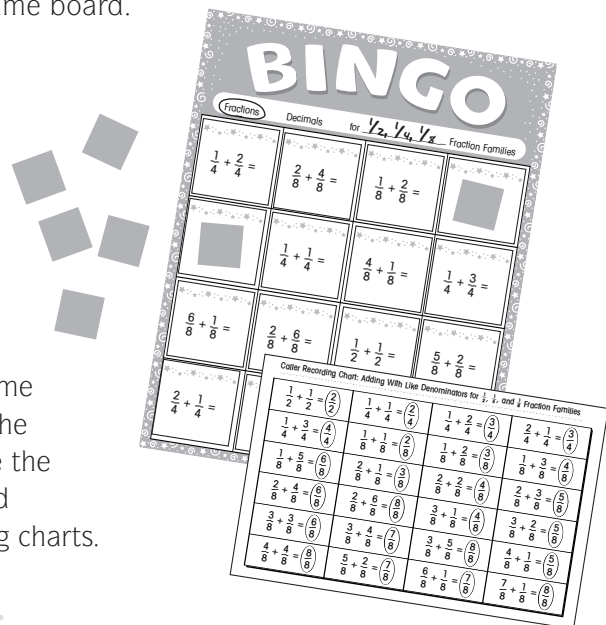 me board.
BINGO
Fractions Decimals for 1/2, 1/4, 1/8 Fraction Families
1/4 + 2/4 =
2/8 + 4/8 =
1/8 + 2/8 =
1/4 + 1/4 =
4/8 + 1/8 =
1/4 + 3/4 =
6/8 + 1/8 =
2/8 + 6/8 =
1/2 + 1/2 =
5/8 + 2/8 =
2/4 + 1/4 =
me
he
e the
d
g charts.
Caller Recording Chart: Adding With Like Denominators for 1/2, 1/4, and 1/8 Fraction Families
1/2 + 1/2 = 2/2
1/4 + 1/4 = 2/4
1/4 + 2/4 = 3/4
2/4 + 1/4 = 3/4
1/4 + 3/4 = 4/4
1/8 + 1/8 = 2/8
1/8 + 2/8 = 3/8
1/8 + 3/8 = 4/8
1/8 + 5/8 = 6/8
2/8 + 1/8 = 3/8
2/8 + 2/8 = 4/8
2/8 + 3/8 = 5/8
2/8 + 4/8 = 6/8
2/8 + 6/8 = 8/8
3/8 + 1/8 = 4/8
3/8 + 2/8 = 5/8
3/8 + 3/8 = 6/8
3/8 + 4/8 = 7/8
3/8 + 5/8 = 8/8
4/8 + 1/8 = 5/8
4/8 + 4/8 = 8/8
5/8 + 2/8 = 7/8
6/8 + 1/8 = 7/8
7/8 + 1/8 = 8/8